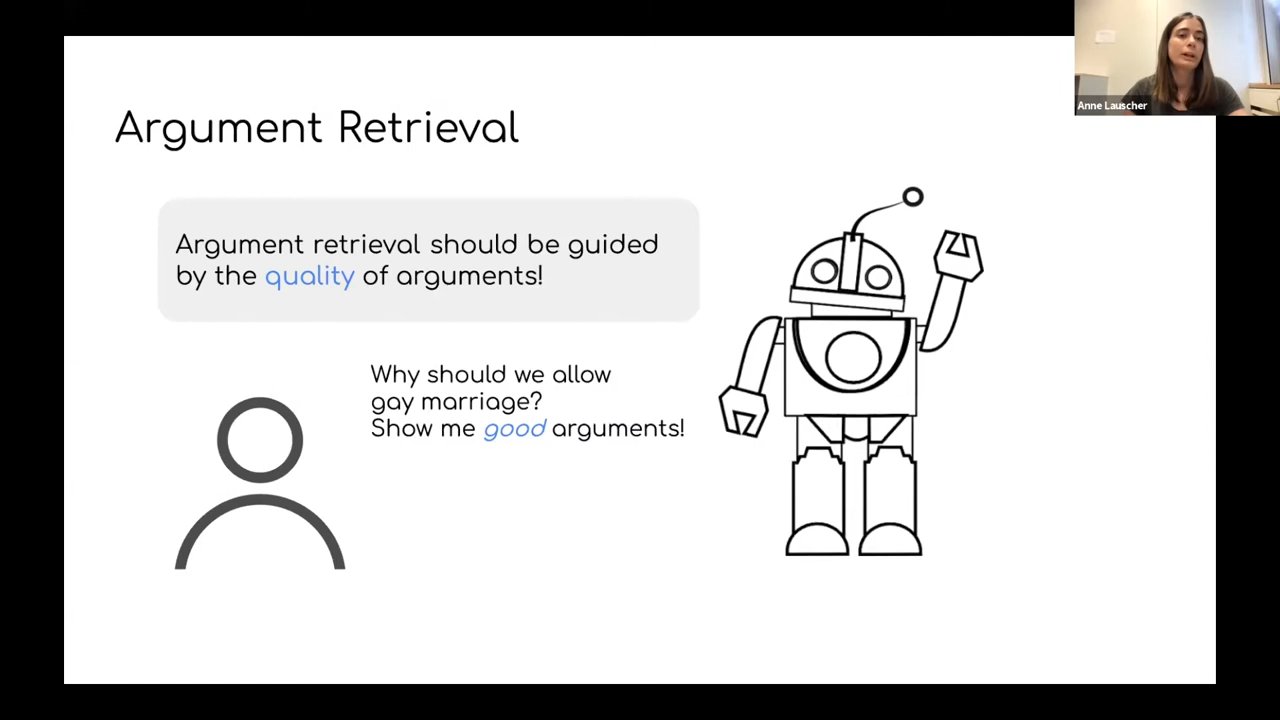 Anne Lauscher
Argument Retrieval
Argument retrieval should be guided
by the quality of arguments!
Why should we allow
gay marriage?
Show me good arguments!